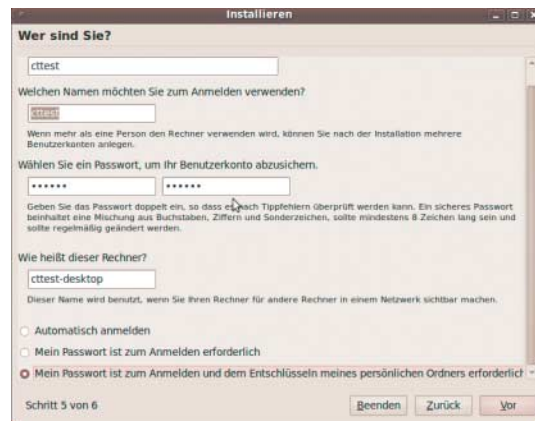 Installieren
Wer sind Sie?
cttest
Welchen Namen möchten Sie zum Anmelden verwenden?
cttest
Wenn mehr als eine Person den Rechner verwenden wird, können Sie nach der Installation mehrere
Benutzerkonten anlegen.
Wählen Sie ein Passwort, um Ihr Benutzerkonto abzusichern.
•••••• ••••••
Geben Sie das Passwort doppelt ein, so dass es nach Tippfehlern überprüft werden kann. Ein sicheres Passwort
beinhaltet eine Mischung aus Buchstaben, Ziffern und Sonderzeichen, sollte mindestens 8 Zeichen lang sein und
sollte regelmäßig geändert werden.
Wie heißt dieser Rechner?
cttest-desktop
Dieser Name wird benutzt, wenn Sie Ihren Rechner für andere Rechner in einem Netzwerk sichtbar machen.
Automatisch anmelden
Mein Passwort ist zum Anmelden erforderlich
Mein Passwort ist zum Anmelden und dem Entschlüsseln meines persönlichen Ordners erforderlich
Schritt 5 von 6 Beenden Zurück Vor